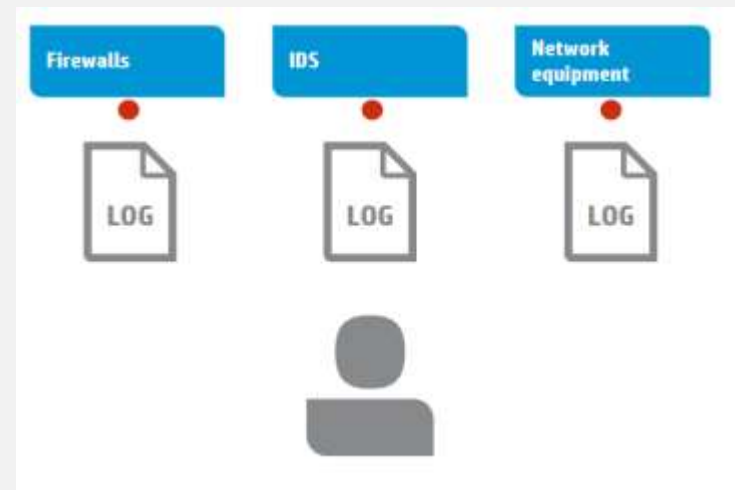 Firewalls
IDS
Network
equipment
LOG
LOG
LOG